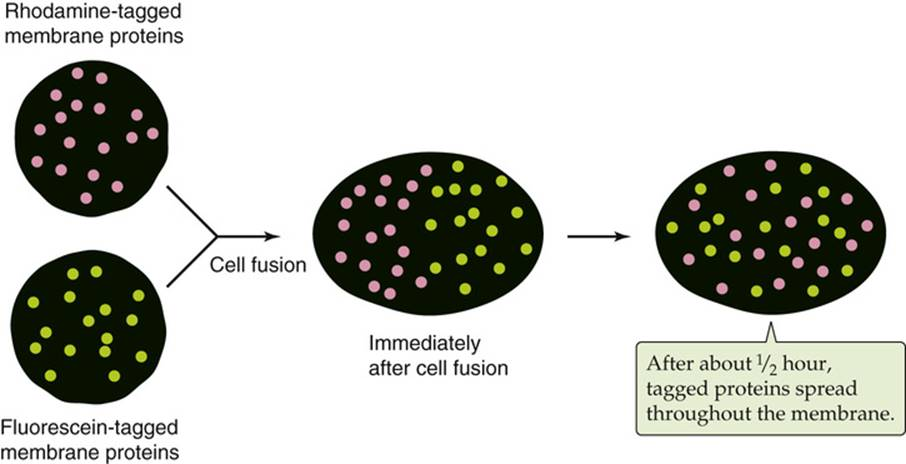 Rhodamine-tagged
membrane proteins
Cell fusion
Fluorescein-tagged
membrane proteins
Immediately
after cell fusion
After about 1/2 hour,
tagged proteins spread
throughout the membrane.